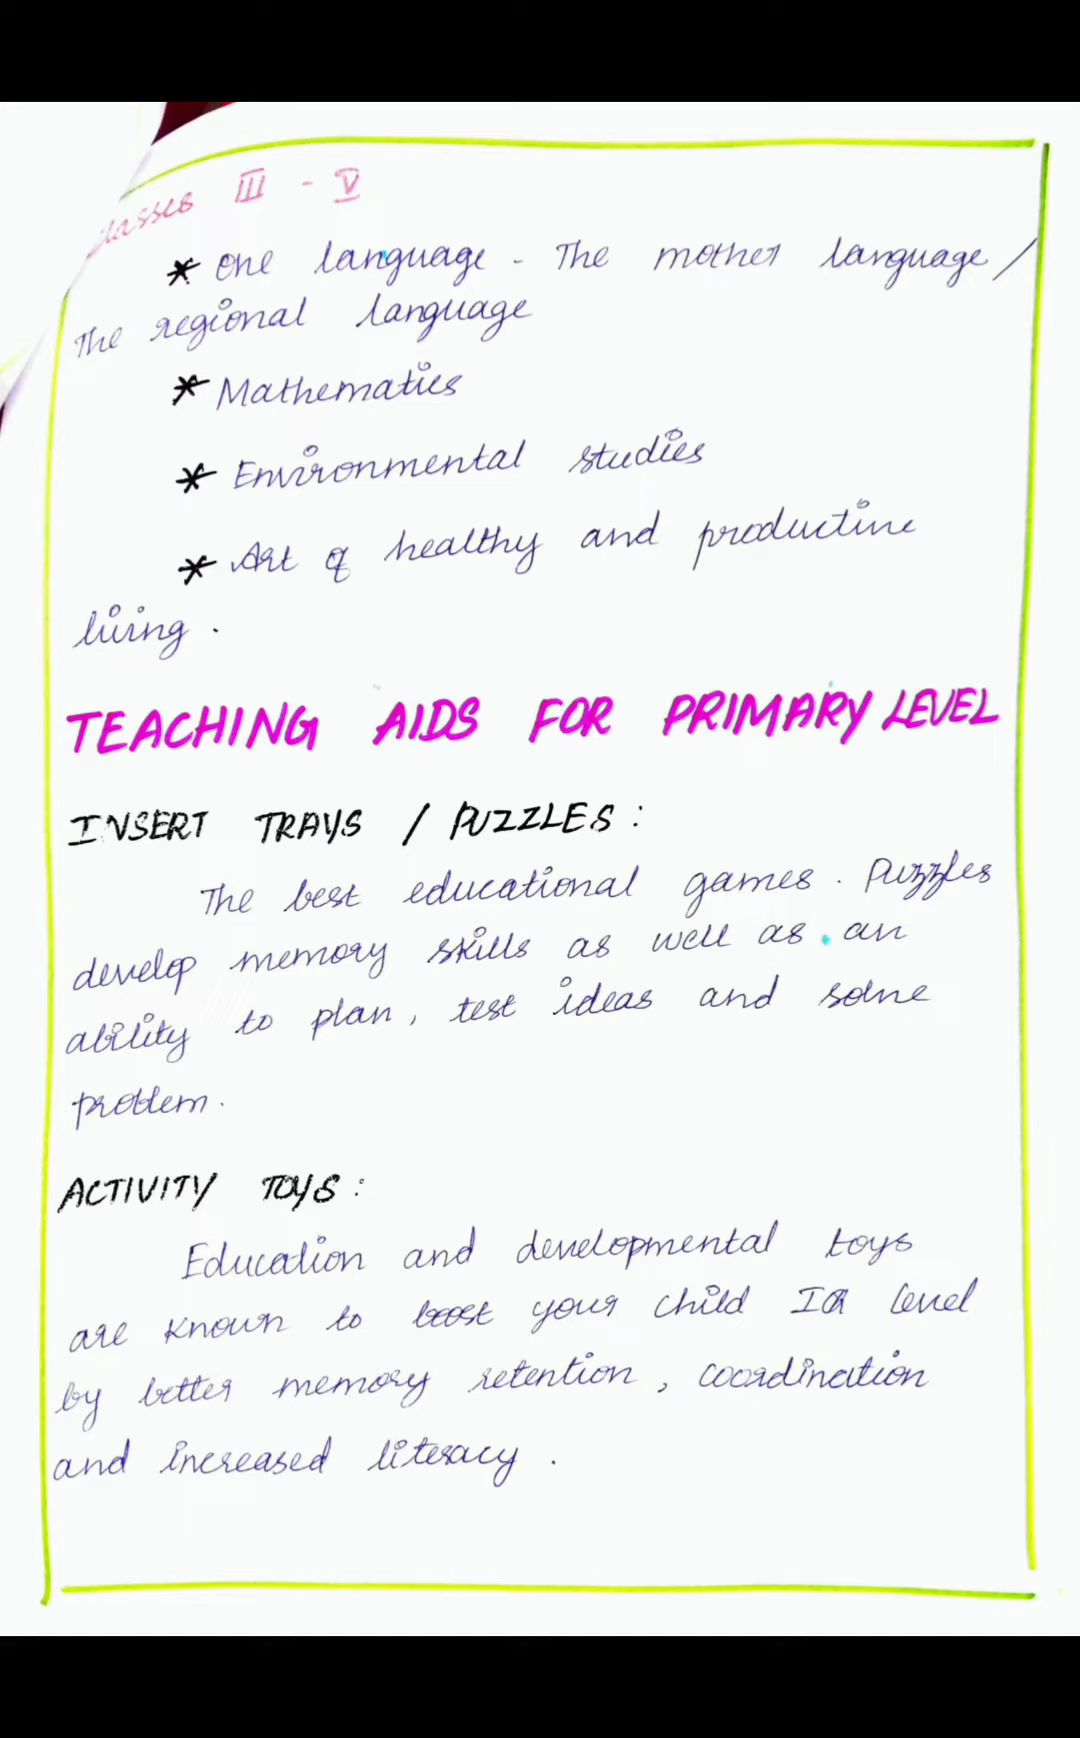 classes III - V
* One language - The mother language /
The regional language
* Mathematics
* Environmental studies
* Art of healthy and productive
living.
TEACHING AIDS FOR PRIMARY LEVEL
INSERT TRAYS / PUZZLES :
The best educational games. Puzzles
develop memory skills as well as an
ability to plan, test ideas and solve
problem.
ACTIVITY TOYS :
Education and developmental toys
are known to boost your child IQ level
by better memory retention, coordination
and increased literacy.